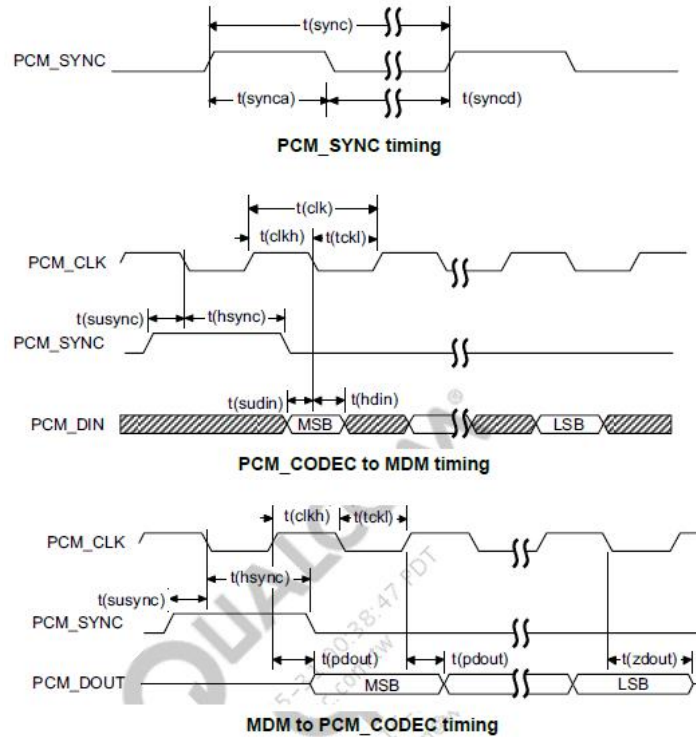 t(sync)
PCM_SYNC
t(synca)
t(syncd)
PCM_SYNC timing
t(clk)
t(clkh) t(tckl)
PCM_CLK
t(susync) t(hsync)
PCM_SYNC
t(sudin) t(hdin)
PCM_DIN MSB LSB
PCM_CODEC to MDM timing
t(clkh) t(tckl)
PCM_CLK
t(hsync)
t(susync)
PCM_SYNC
t(pdout) t(pdout) t(zdout)
PCM_DOUT MSB LSB
MDM to PCM_CODEC timing
QUALCOMM®